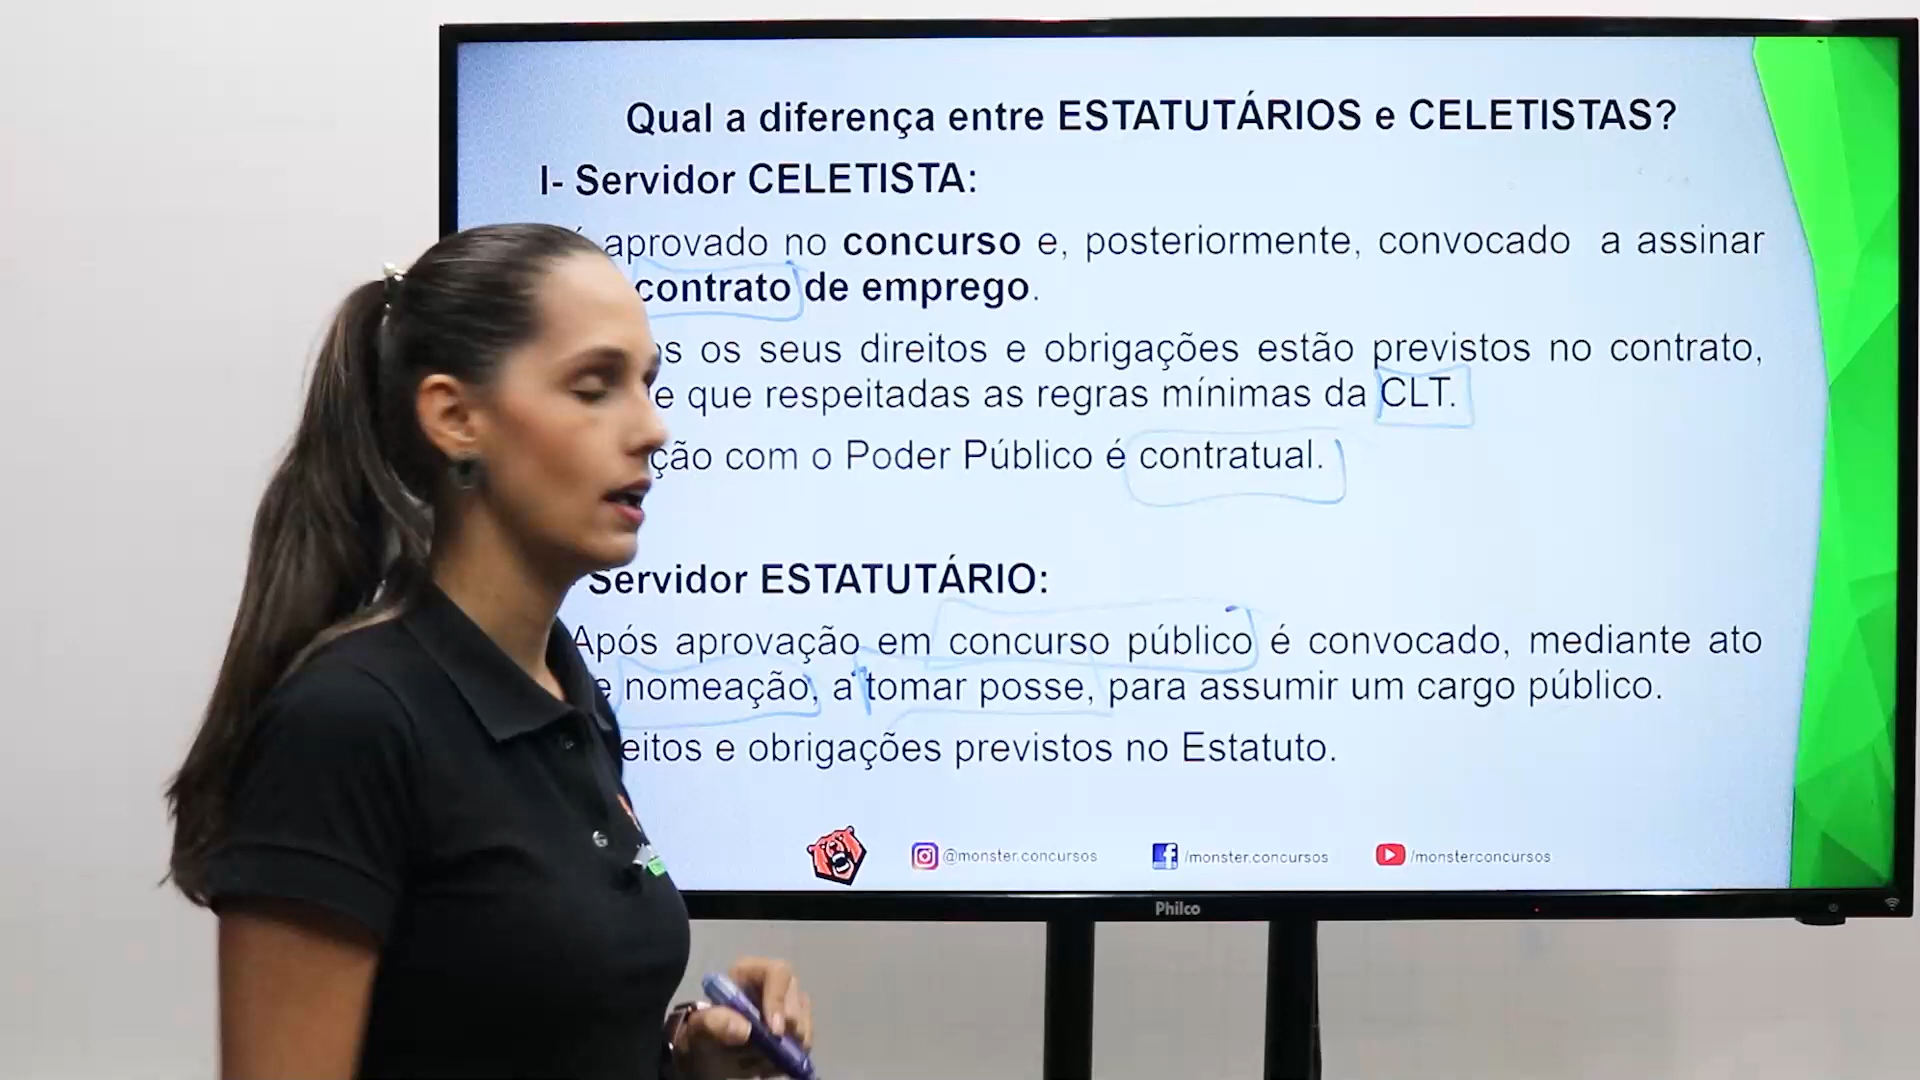 Qual a diferença entre ESTATUTÁRIOS e CELETISTAS?
I- Servidor CELETISTA:
aprovado no concurso e, posteriormente, convocado a assinar
contrato de emprego.
os seus direitos e obrigações estão previstos no contrato,
que respeitadas as regras mínimas da CLT.
com o Poder Público é contratual.
Servidor ESTATUTÁRIO:
Após aprovação em concurso público é convocado, mediante ato
nomeação, a tomar posse, para assumir um cargo público.
e obrigações previstos no Estatuto.
@monster.concursos /monster.concursos /monsterconcursos
Philco